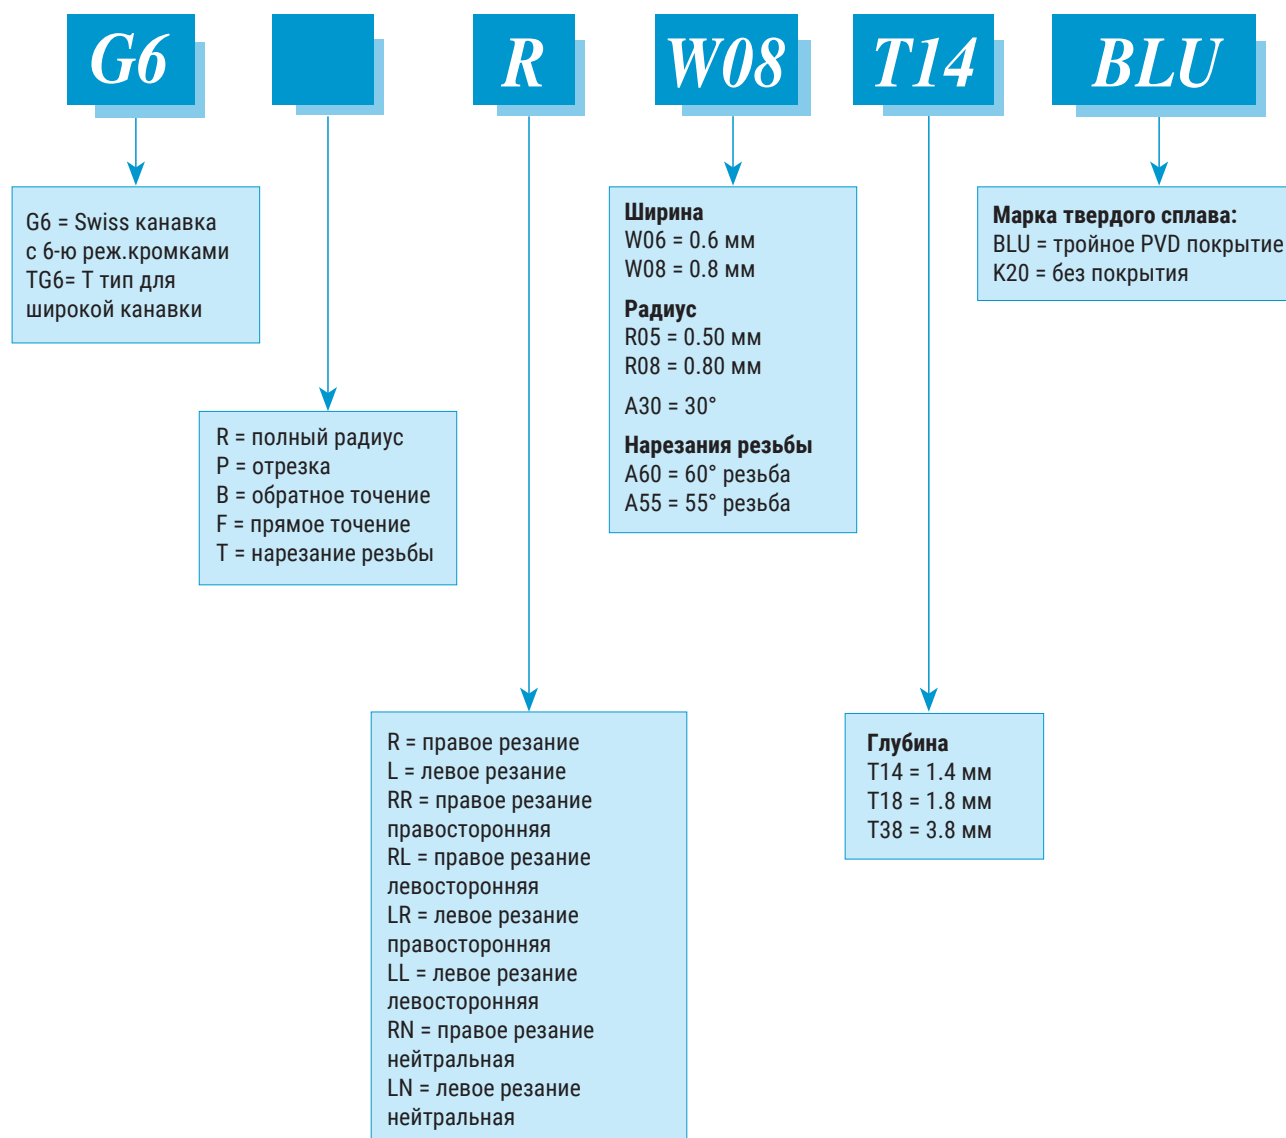 G6
R
W08
T14
BLU
G6 = Swiss канавка
с 6-ю реж.кромками
TG6= Т тип для
широкой канавки
R = полный радиус
P = отрезка
B = обратное точение
F = прямое точение
T = нарезание резьбы
R = правое резание
L = левое резание
RR = правое резание
правосторонняя
RL = правое резание
левосторонняя
LR = левое резание
правосторонняя
LL = левое резание
левосторонняя
RN = правое резание
нейтральная
LN = левое резание
нейтральная
Ширина
W06 = 0.6 мм
W08 = 0.8 мм
Радиус
R05 = 0.50 мм
R08 = 0.80 мм
A30 = 30°
Нарезания резьбы
A60 = 60° резьба
A55 = 55° резьба
Глубина
T14 = 1.4 мм
T18 = 1.8 мм
T38 = 3.8 мм
Марка твердого сплава:
BLU = тройное PVD покрытие
K20 = без покрытия